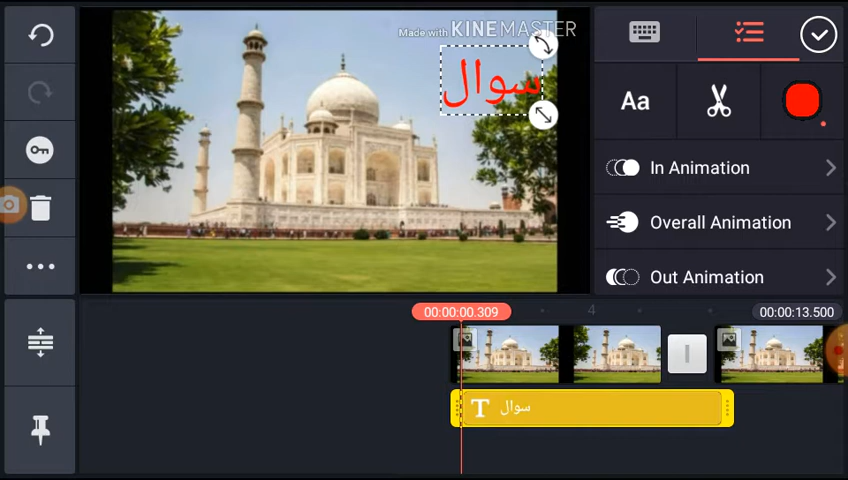 Made with KINEMASTER
سوال
Aa
In Animation
Overall Animation
Out Animation
00:00:00.309
4
00:00:13.500
T سوال